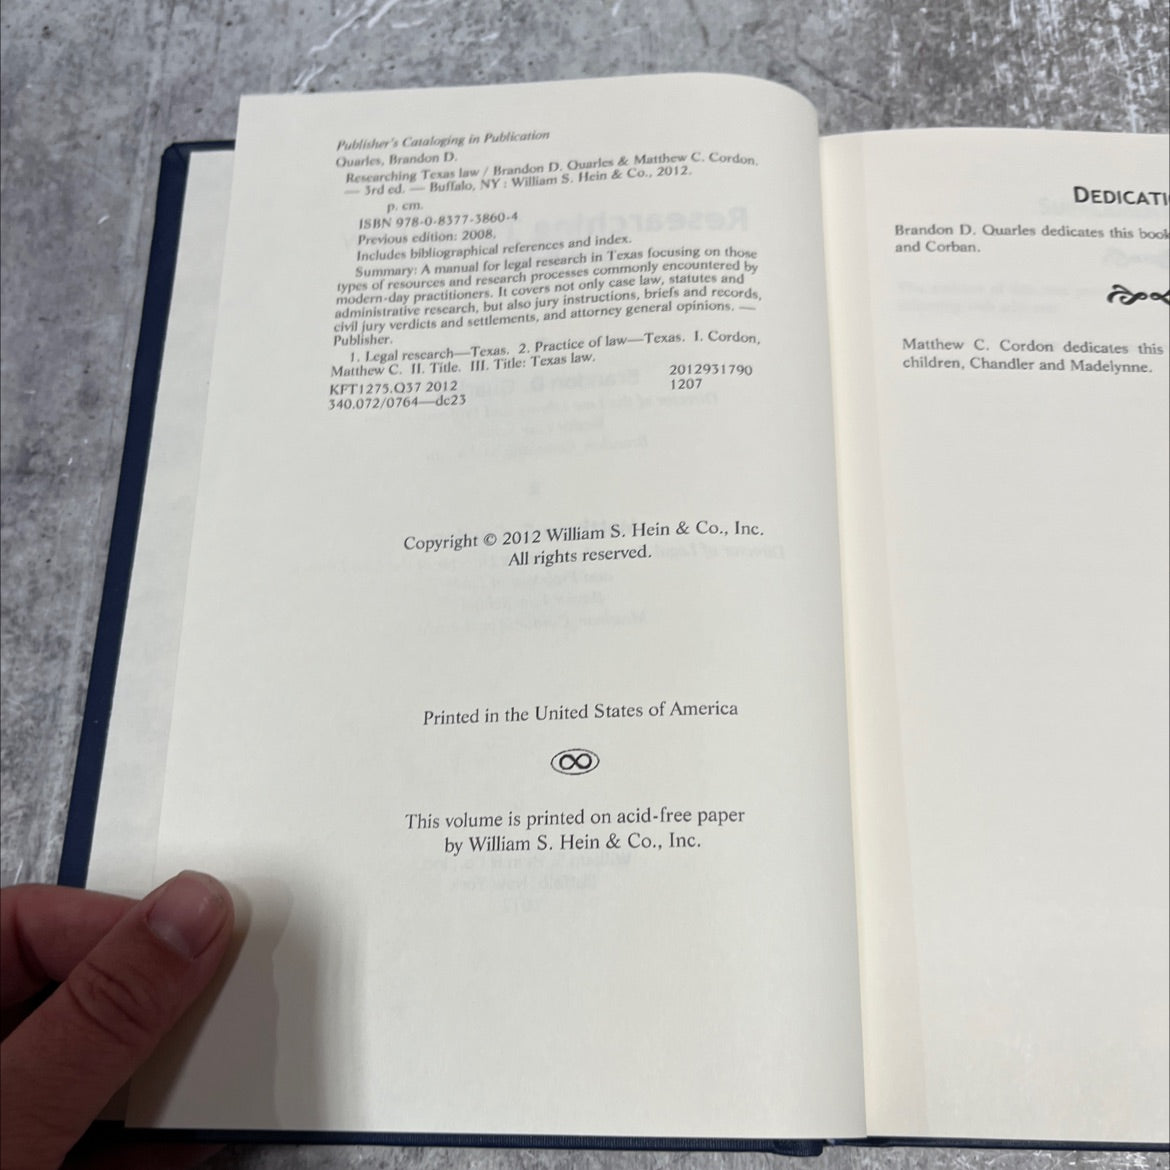 Publisher's Cataloging in Publication
Quarles, Brandon D.
Researching Texas law / Brandon D. Quarles & Matthew C. Cordon,
— 3rd ed. — Buffalo, NY : William S. Hein & Co., 2012.
p. cm.
ISBN 978-0-8377-3860-4
Previous edition: 2008.
Includes bibliographical references and index.
Summary: A manual for legal research in Texas focusing on those
types of resources and research processes commonly encountered by
modern-day practitioners. It covers not only case law, statutes and
administrative research, but also jury instructions, briefs and records,
civil jury verdicts and settlements, and attorney general opinions. —
Publisher.
1. Legal research—Texas. 2. Practice of law—Texas. I. Cordon,
Matthew C. II. Title. III. Title: Texas law.
KFT1275.Q37 2012 2012931790
340.072/0764—dc23 1207
Copyright © 2012 William S. Hein & Co., Inc.
All rights reserved.
Printed in the United States of America
This volume is printed on acid-free paper
by William S. Hein & Co., Inc.
DEDICATI
Brandon D. Quarles dedicates this book
and Corban.
Matthew C. Cordon dedicates this
children, Chandler and Madelynne.